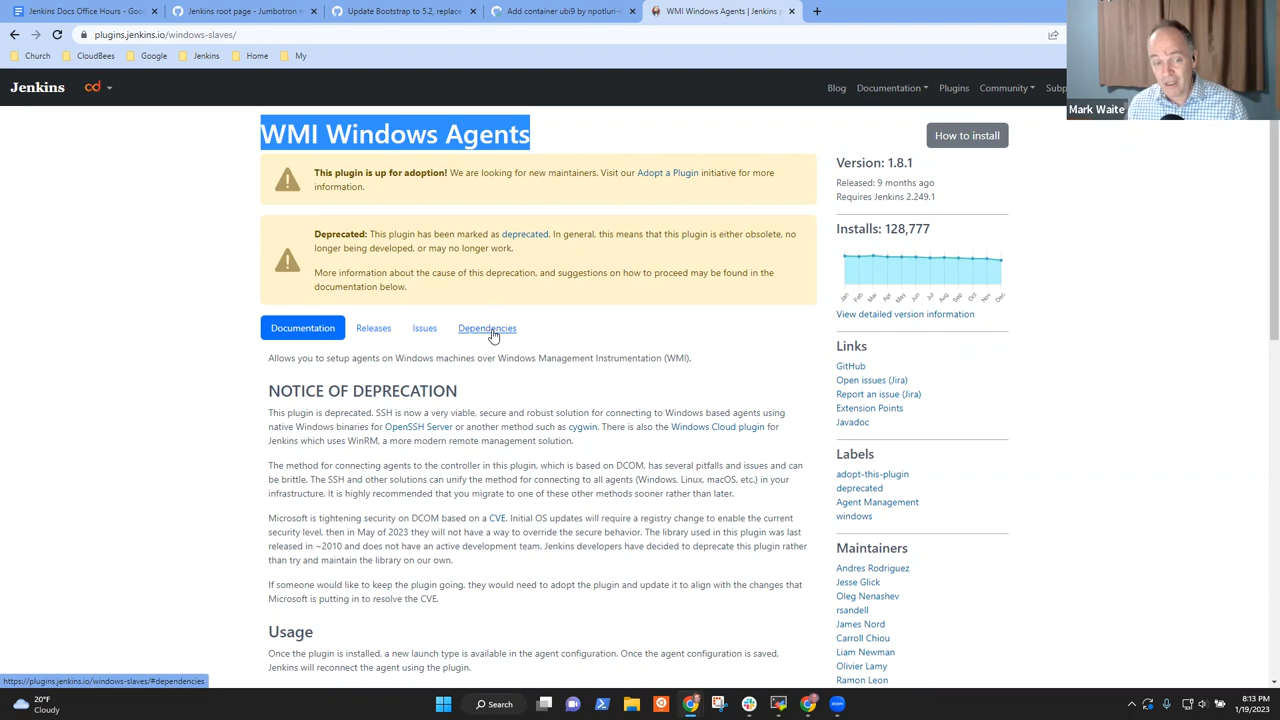 Jenkins Docs Office Hours - Goo
Jenkins root page - Jumbotron n
Update Bootstrap to 5.2, replace
Add container ubi9 by npotluri-r
WMI Windows Agents | Jenkins p
plugins.jenkins.io/windows-slaves/
Church
CloudBees
Google
Jenkins
Home
My
Jenkins
cd
Blog
Documentation
Plugins
Community
Subp
Mark Waite
WMI Windows Agents
How to install
This plugin is up for adoption! We are looking for new maintainers. Visit our Adopt a Plugin initiative for more
information.
Deprecated: This plugin has been marked as deprecated. In general, this means that this plugin is either obsolete, no
longer being developed, or may no longer work.
More information about the cause of this deprecation, and suggestions on how to proceed may be found in the
documentation below.
Documentation
Releases
Issues
Dependencies
Allows you to setup agents on Windows machines over Windows Management Instrumentation (WMI).
NOTICE OF DEPRECATION
This plugin is deprecated. SSH is now a very viable, secure and robust solution for connecting to Windows based agents using
native Windows binaries for OpenSSH Server or another method such as cygwin. There is also the Windows Cloud plugin for
Jenkins which uses WinRM, a more modern remote management solution.
The method for connecting agents to the controller in this plugin, which is based on DCOM, has several pitfalls and issues and can
be brittle. The SSH and other solutions can unify the method for connecting to all agents (Windows, Linux, macOS, etc.) in your
infrastructure. It is highly recommended that you migrate to one of these other methods sooner rather than later.
Microsoft is tightening security on DCOM based on a CVE. Initial OS updates will require a registry change to enable the current
security level, then in May of 2023 they will not have a way to override the secure behavior. The library used in this plugin was last
released in ~2010 and does not have an active development team. Jenkins developers have decided to deprecate this plugin rather
than try and maintain the library on our own.
If someone would like to keep the plugin going, they would need to adopt the plugin and update it to align with the changes that
Microsoft is putting in to resolve the CVE.
Usage
Once the plugin is installed, a new launch type is available in the agent configuration. Once the agent configuration is saved,
Jenkins will reconnect the agent using the plugin.
Version: 1.8.1
Released: 9 months ago
Requires Jenkins 2.249.1
Installs: 128,777
Jan
Feb
Mar
Apr
May
Jun
Jul
Aug
Sep
Oct
Nov
Dec
View detailed version information
Links
GitHub
Open issues (Jira)
Report an issue (Jira)
Extension Points
Javadoc
Labels
adopt-this-plugin
deprecated
Agent Management
windows
Maintainers
Andres Rodriguez
Jesse Glick
Oleg Nenashev
rsandell
James Nord
Carroll Chiou
Liam Newman
Olivier Lamy
Ramon Leon
https://plugins.jenkins.io/windows-slaves/#dependencies
20°F
Cloudy
Search
8:13 PM
1/19/2023